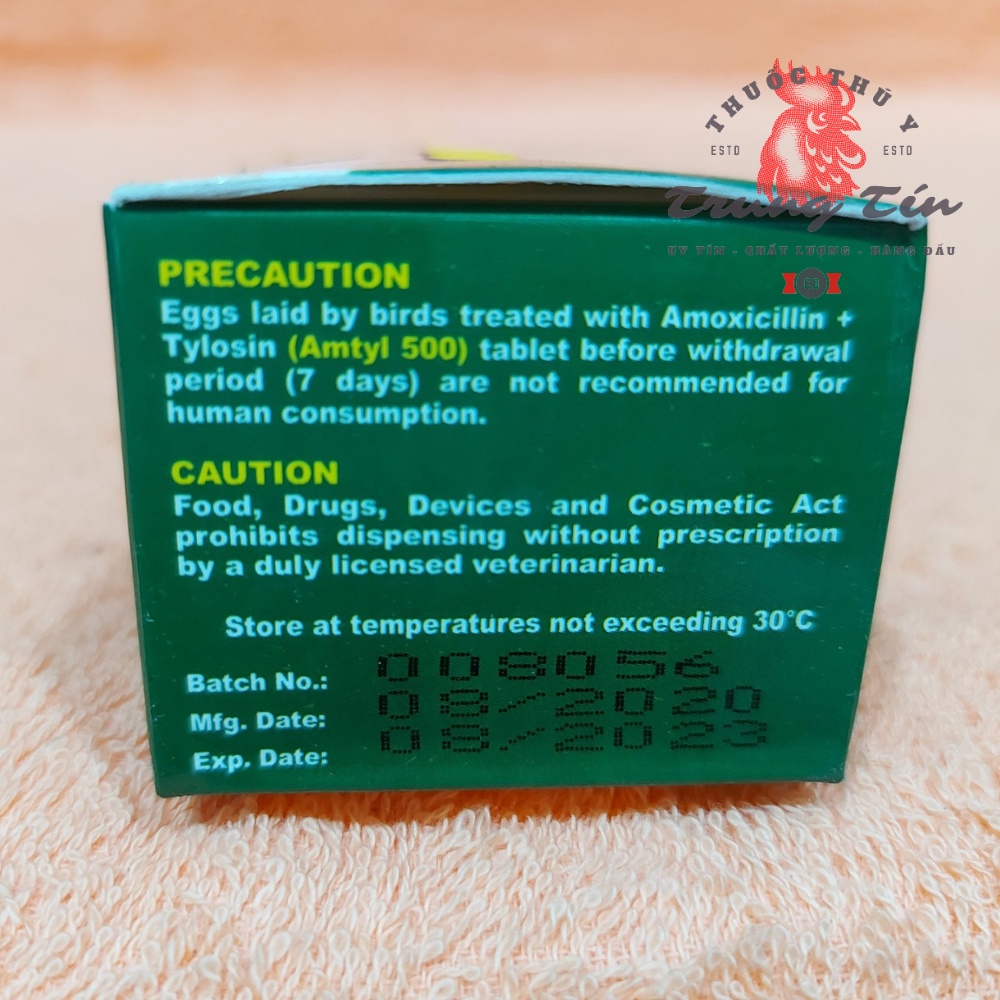 THUỐC THÚ Y
ESTD ESTD
Trung Tín
UY TÍN - CHẤT LƯỢNG - HÀNG ĐẦU
PRECAUTION
Eggs laid by birds treated with Amoxicillin +
Tylosin (Amtyl 500) tablet before withdrawal
period (7 days) are not recommended for
human consumption.
CAUTION
Food, Drugs, Devices and Cosmetic Act
prohibits dispensing without prescription
by a duly licensed veterinarian.
Store at temperatures not exceeding 30°C
Batch No.: 008056
Mfg. Date: 08/2020
Exp. Date: 08/2023